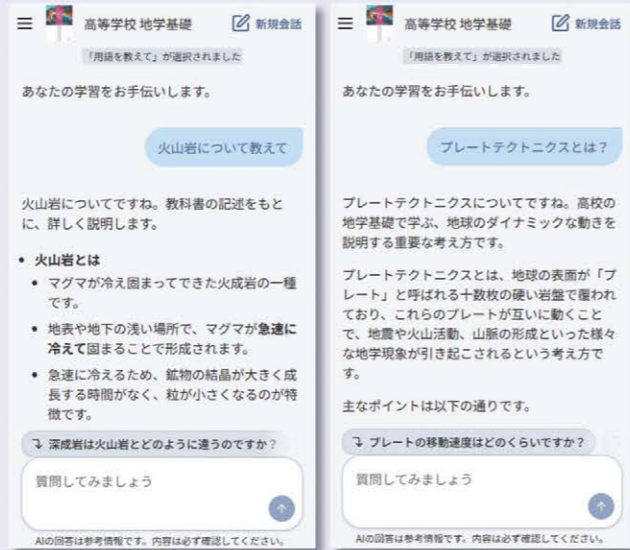 高等学校 地学基礎
新規会話
「用語を教えて」が選択されました
あなたの学習をお手伝いします。
火山岩について教えて
火山岩についてですね。教科書の記述をもと
に、詳しく説明します。
• 火山岩とは
• マグマが冷え固まってできた火成岩の一種
です。
• 地表や地下の浅い場所で、マグマが急速に
冷えて固まることで形成されます。
• 急速に冷えるため、鉱物の結晶が大きく成
長する時間がなく、粒が小さくなるのが特
徴です。
深成岩は火山岩とどのように違うのですか？
質問してみましょう
AIの回答は参考情報です。内容は必ず確認してください。
高等学校 地学基礎
新規会話
「用語を教えて」が選択されました
あなたの学習をお手伝いします。
プレートテクトニクスとは？
プレートテクトニクスについてですね。高校の
地学基礎で学ぶ、地球のダイナミックな動きを
説明する重要な考え方です。
プレートテクトニクスとは、地球の表面が「プ
レート」と呼ばれる十数枚の硬い岩盤で覆われ
ており、これらのプレートが互いに動くこと
で、地震や火山活動、山脈の形成といった様々
な地学現象が引き起こされるという考え方で
す。
主なポイントは以下の通りです。
プレートの移動速度はどのくらいですか？
質問してみましょう
AIの回答は参考情報です。内容は必ず確認してください。